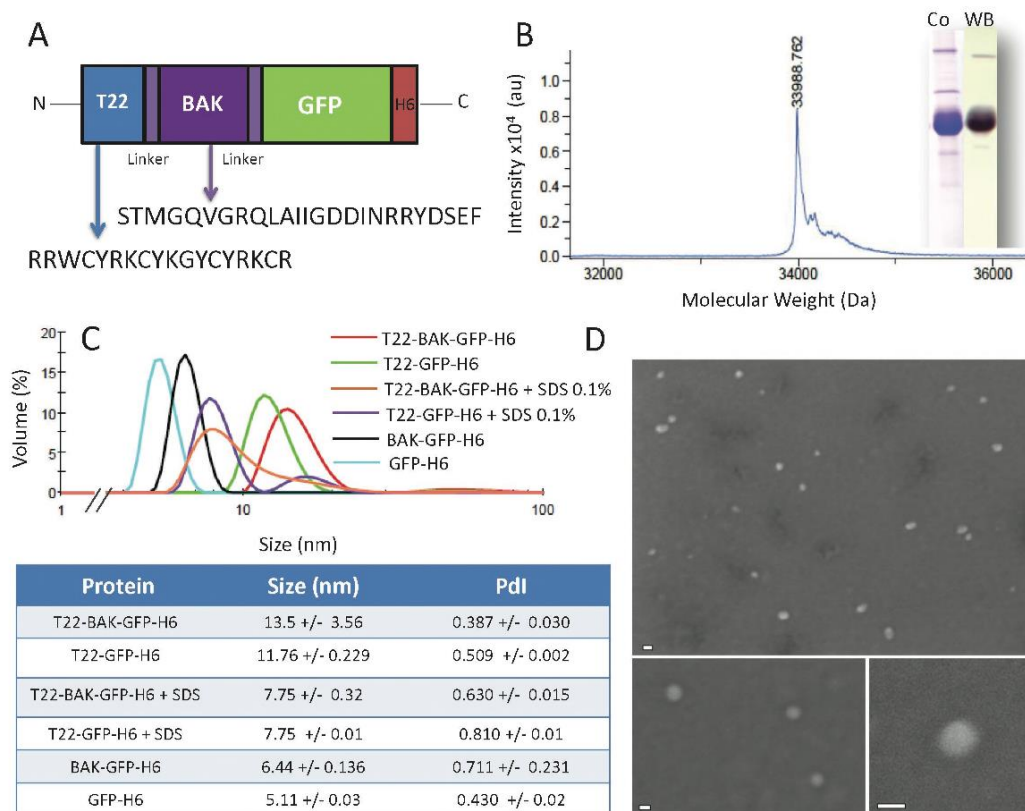 A
N
T22
BAK
GFP
H6
C
Linker
Linker
STMGQVGRQLAIIGDDINRRYDSEF
RRWCYRKCYKGYCYRKCR
B
Co WB
33988.762
Intensity x10⁴ (au)
1.0
0.8
0.6
0.4
0.2
0.0
32000 34000 36000
Molecular Weight (Da)
C
Volume (%)
20
15
10
5
0
1 10 100
Size (nm)
T22-BAK-GFP-H6
T22-GFP-H6
T22-BAK-GFP-H6 + SDS 0.1%
T22-GFP-H6 + SDS 0.1%
BAK-GFP-H6
GFP-H6
Protein Size (nm) PdI
T22-BAK-GFP-H6 13.5 +/- 3.56 0.387 +/- 0.030
T22-GFP-H6 11.76 +/- 0.229 0.509 +/- 0.002
T22-BAK-GFP-H6 + SDS 7.75 +/- 0.32 0.630 +/- 0.015
T22-GFP-H6 + SDS 7.75 +/- 0.01 0.810 +/- 0.01
BAK-GFP-H6 6.44 +/- 0.136 0.711 +/- 0.231
GFP-H6 5.11 +/- 0.03 0.430 +/- 0.02
D